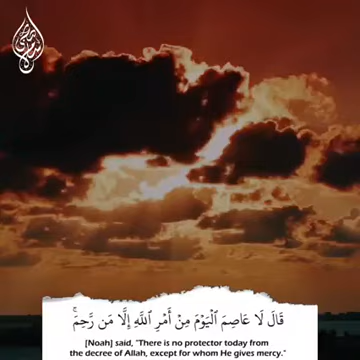 قَالَ لَا عَاصِمَ ٱلْيَوْمَ مِنْ أَمْرِ ٱللَّهِ إِلَّا مَن رَّحِمَ ۚ
[Noah] said, "There is no protector today from
the decree of Allah, except for whom He gives mercy."